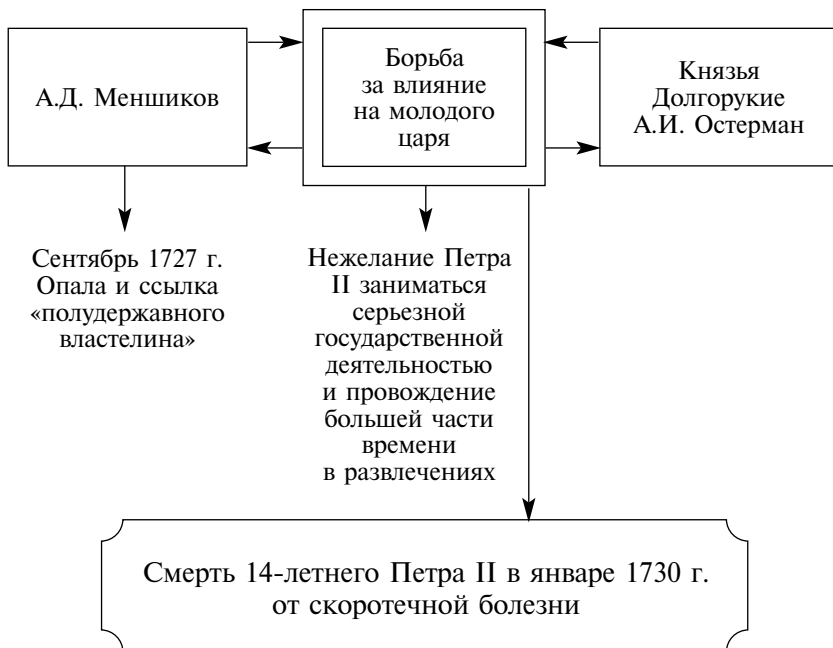 А.Д. Меншиков
Борьба
за влияние
на молодого
царя
Князья
Долгорукие
А.И. Остерман
Сентябрь 1727 г.
Опала и ссылка
«полудержавного
властелина»
Нежелание Петра
II заниматься
серьезной
государственной
деятельностью
и провождение
большей части
времени
в развлечениях
Смерть 14-летнего Петра II в январе 1730 г.
от скоротечной болезни